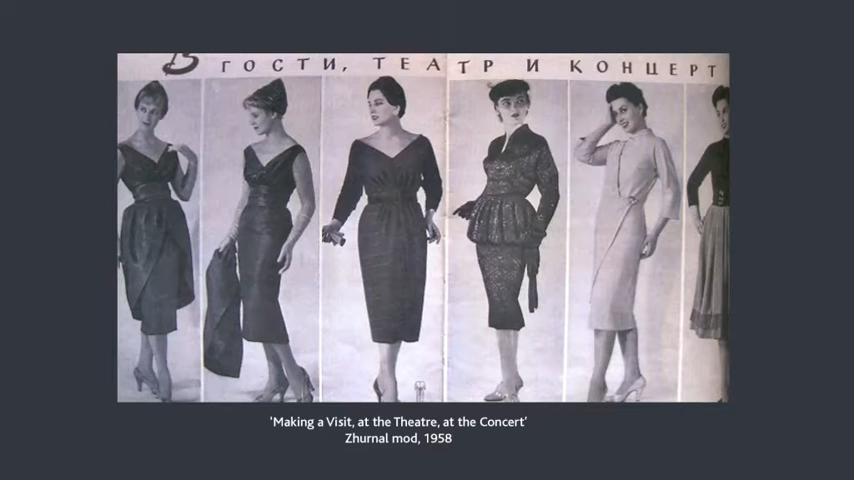 В ГОСТИ, ТЕАТР И КОНЦЕРТ
'Making a Visit, at the Theatre, at the Concert'
Zhurnal mod, 1958